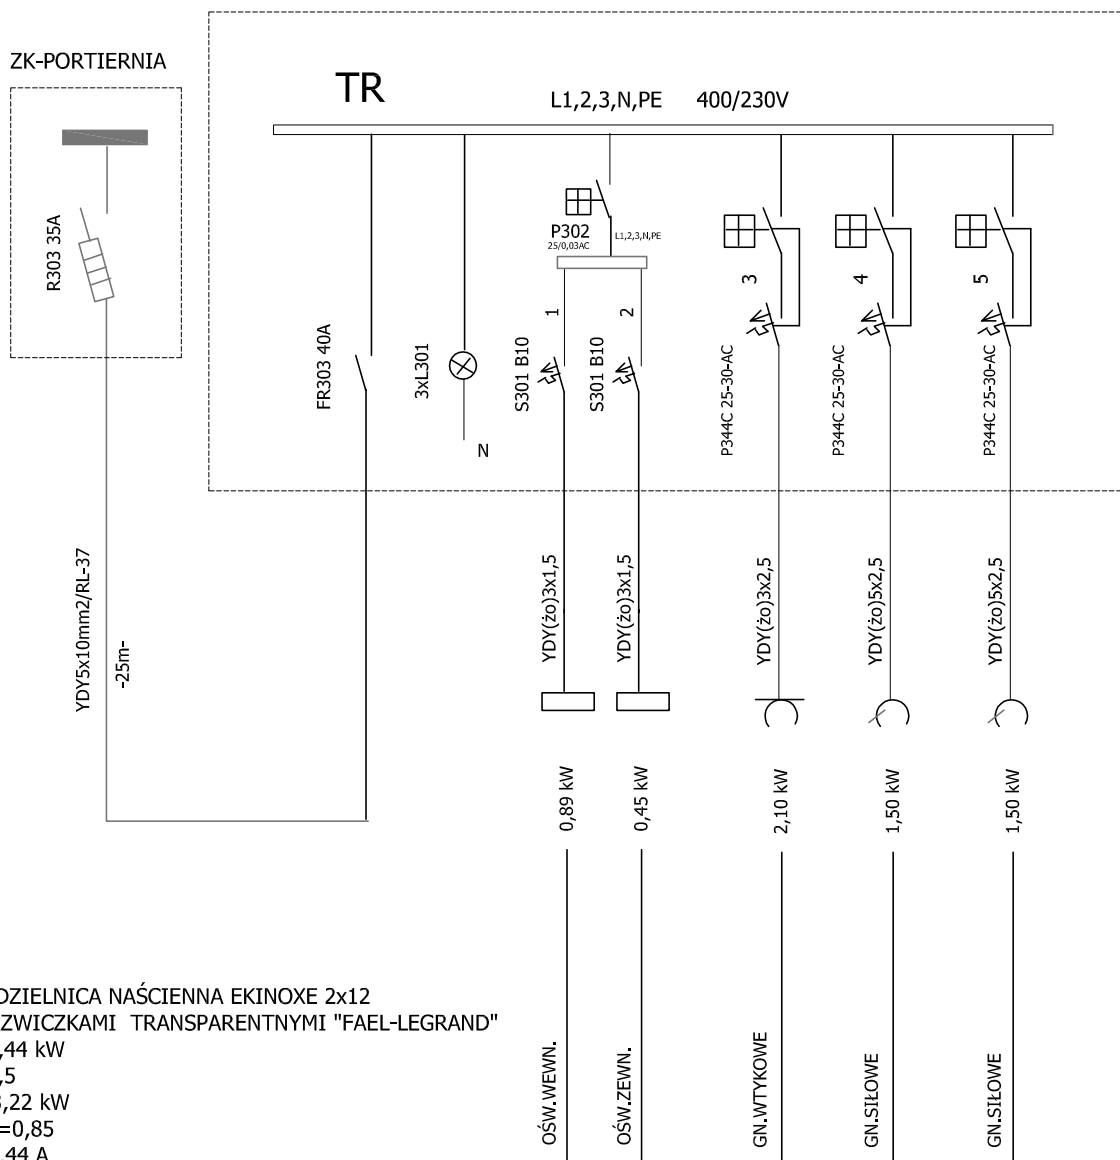 ZK-PORTIERNIA
TR
L1,2,3,N,PE 400/230V
R303 35A
FR303 40A
3xL301
N
P302
25/0,03AC
L1,2,3,N,PE
1
2
3
4
5
S301 B10
S301 B10
P344C 25-30-AC
P344C 25-30-AC
P344C 25-30-AC
YDY5x10mm2/RL-37
-25m-
YDY(żo)3x1,5
YDY(żo)3x1,5
YDY(żo)3x2,5
YDY(żo)5x2,5
YDY(żo)5x2,5
0,89 kW
0,45 kW
2,10 kW
1,50 kW
1,50 kW
OŚW.WEWN.
OŚW.ZEWN.
GN.WTYKOWE
GN.SIŁOWE
GN.SIŁOWE
DZIELNICA NAŚCIENNA EKINOXE 2x12
ZWICZKAMI TRANSPARENTNYMI "FAEL-LEGRAND"
,44 kW
,5
3,22 kW
=0,85
,44 A